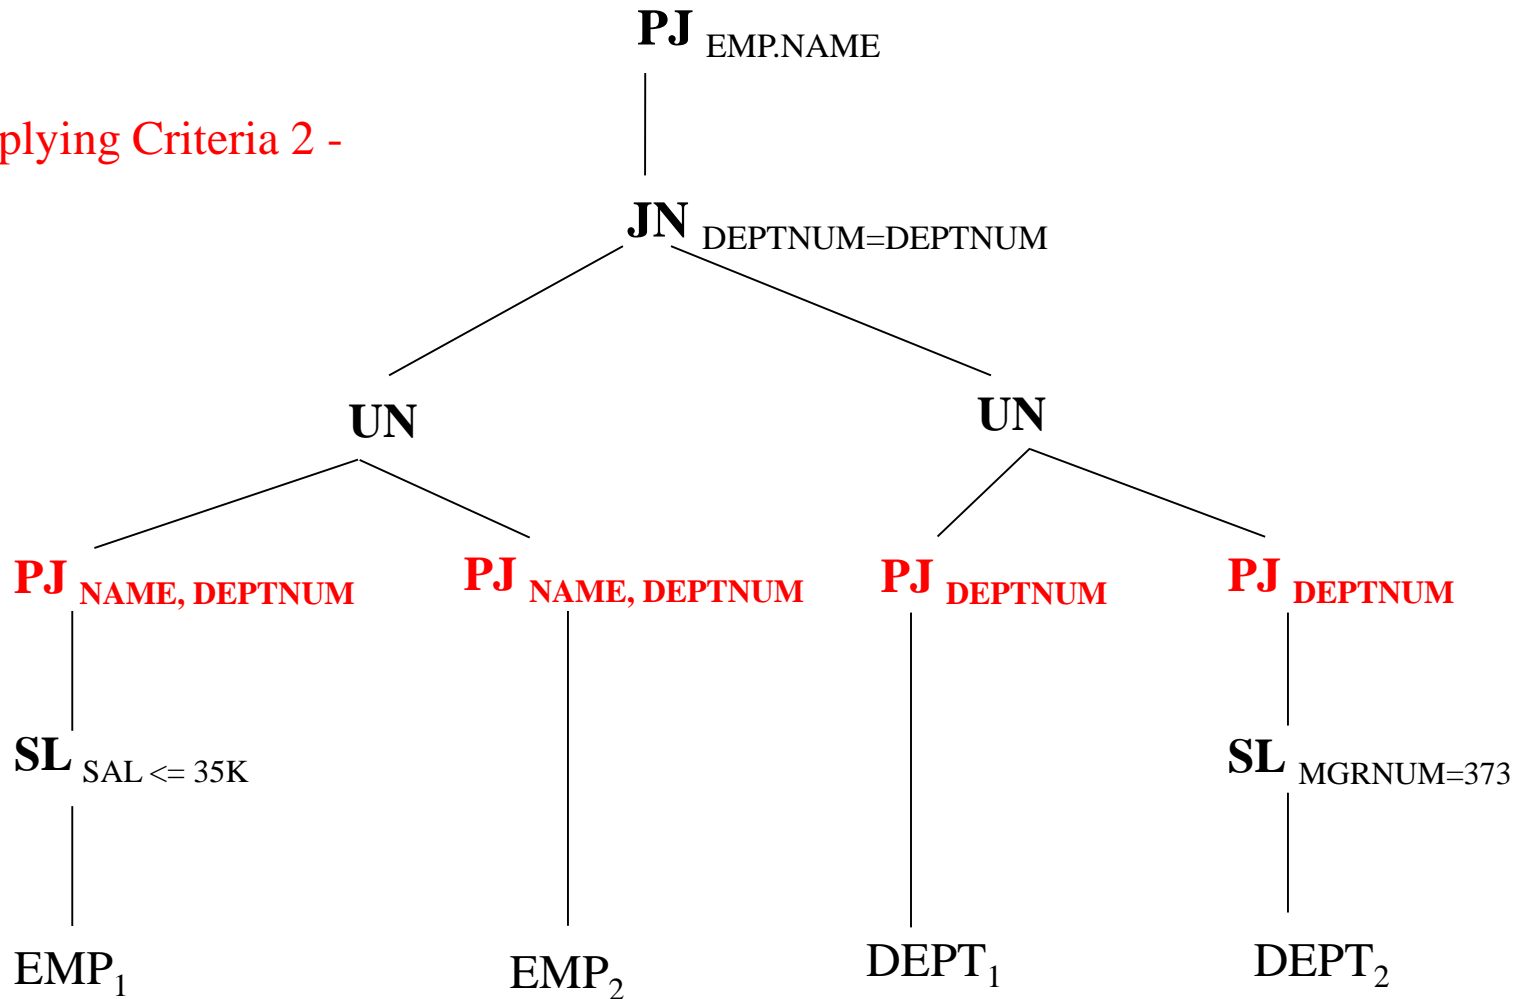 PJ EMP.NAME
plying Criteria 2 -
JN DEPTNUM=DEPTNUM
UN UN
PJ NAME, DEPTNUM PJ NAME, DEPTNUM PJ DEPTNUM PJ DEPTNUM
SL SAL <= 35K SL MGRNUM=373
EMP1 EMP2 DEPT1 DEPT2